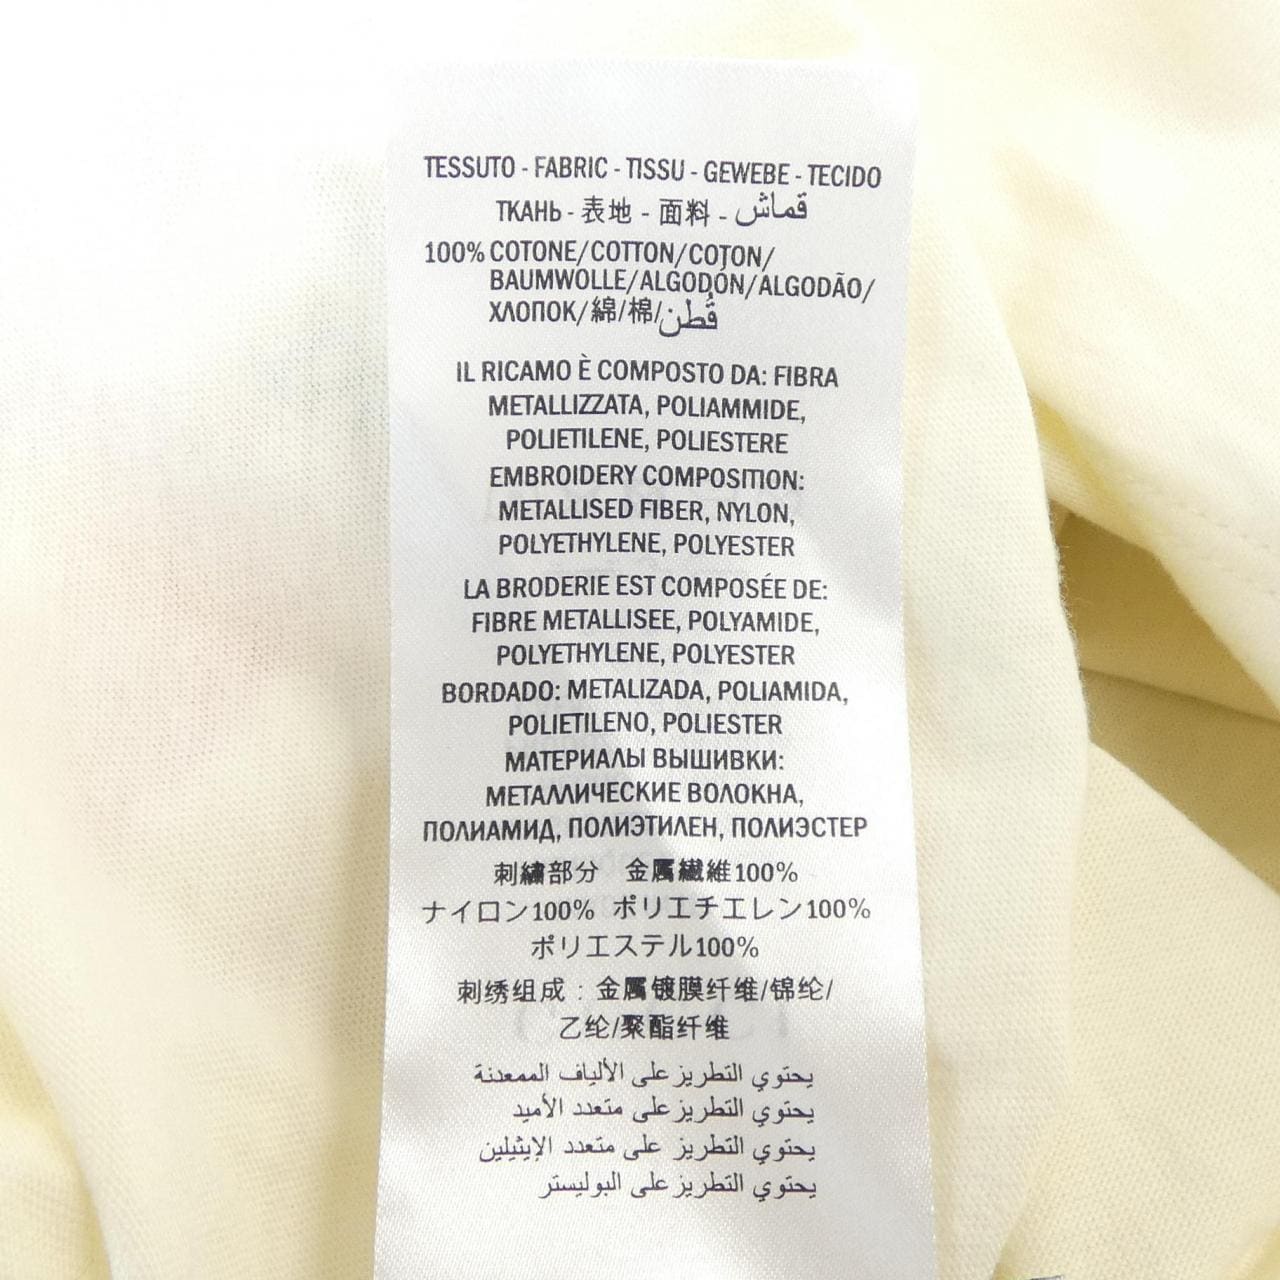 TESSUTO - FABRIC - TISSU - GEWEBE - TECIDO
ТКАНЬ - 表地 - 面料 - قماش
100% COTONE/COTTON/COTON/
BAUMWOLLE/ALGODÓN/ALGODÃO/
ХЛОПОК/綿/棉/قُطن
IL RICAMO È COMPOSTO DA: FIBRA
METALLIZZATA, POLIAMMIDE,
POLIETILENE, POLIESTERE
EMBROIDERY COMPOSITION:
METALLISED FIBER, NYLON,
POLYETHYLENE, POLYESTER
LA BRODERIE EST COMPOSÉE DE:
FIBRE METALLISEE, POLYAMIDE,
POLYETHYLENE, POLYESTER
BORDADO: METALIZADA, POLIAMIDA,
POLIETILENO, POLIESTER
МАТЕРИАЛЫ ВЫШИВКИ:
МЕТАЛЛИЧЕСКИЕ ВОЛОКНА,
ПОЛИАМИД, ПОЛИЭТИЛЕН, ПОЛИЭСТЕР
刺繍部分 金属繊維100%
ナイロン100% ポリエチエレン100%
ポリエステル100%
刺绣组成：金属镀膜纤维/锦纶/
乙纶/聚酯纤维
يحتوي التطريز على الألياف الممعدنة
يحتوي التطريز على متعدد الأميد
يحتوي التطريز على متعدد الإيثيلين
يحتوي التطريز على البوليستر